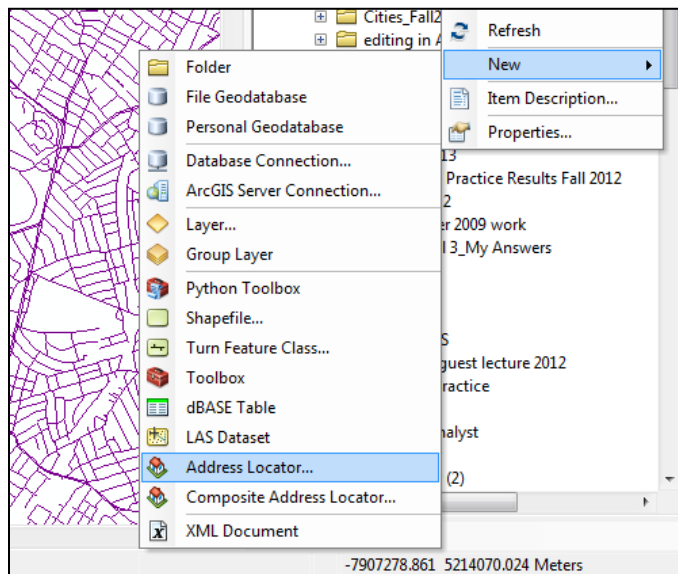 Cities_Fall2
editing in A
Refresh
New
Item Description...
Properties...
Folder
File Geodatabase
Personal Geodatabase
Database Connection...
ArcGIS Server Connection...
Layer...
Group Layer
Python Toolbox
Shapefile...
Turn Feature Class...
Toolbox
dBASE Table
LAS Dataset
Address Locator...
Composite Address Locator...
XML Document
13
Practice Results Fall 2012
2
er 2009 work
l 3_My Answers
S
guest lecture 2012
ractice
nalyst
(2)
-7907278.861 5214070.024 Meters